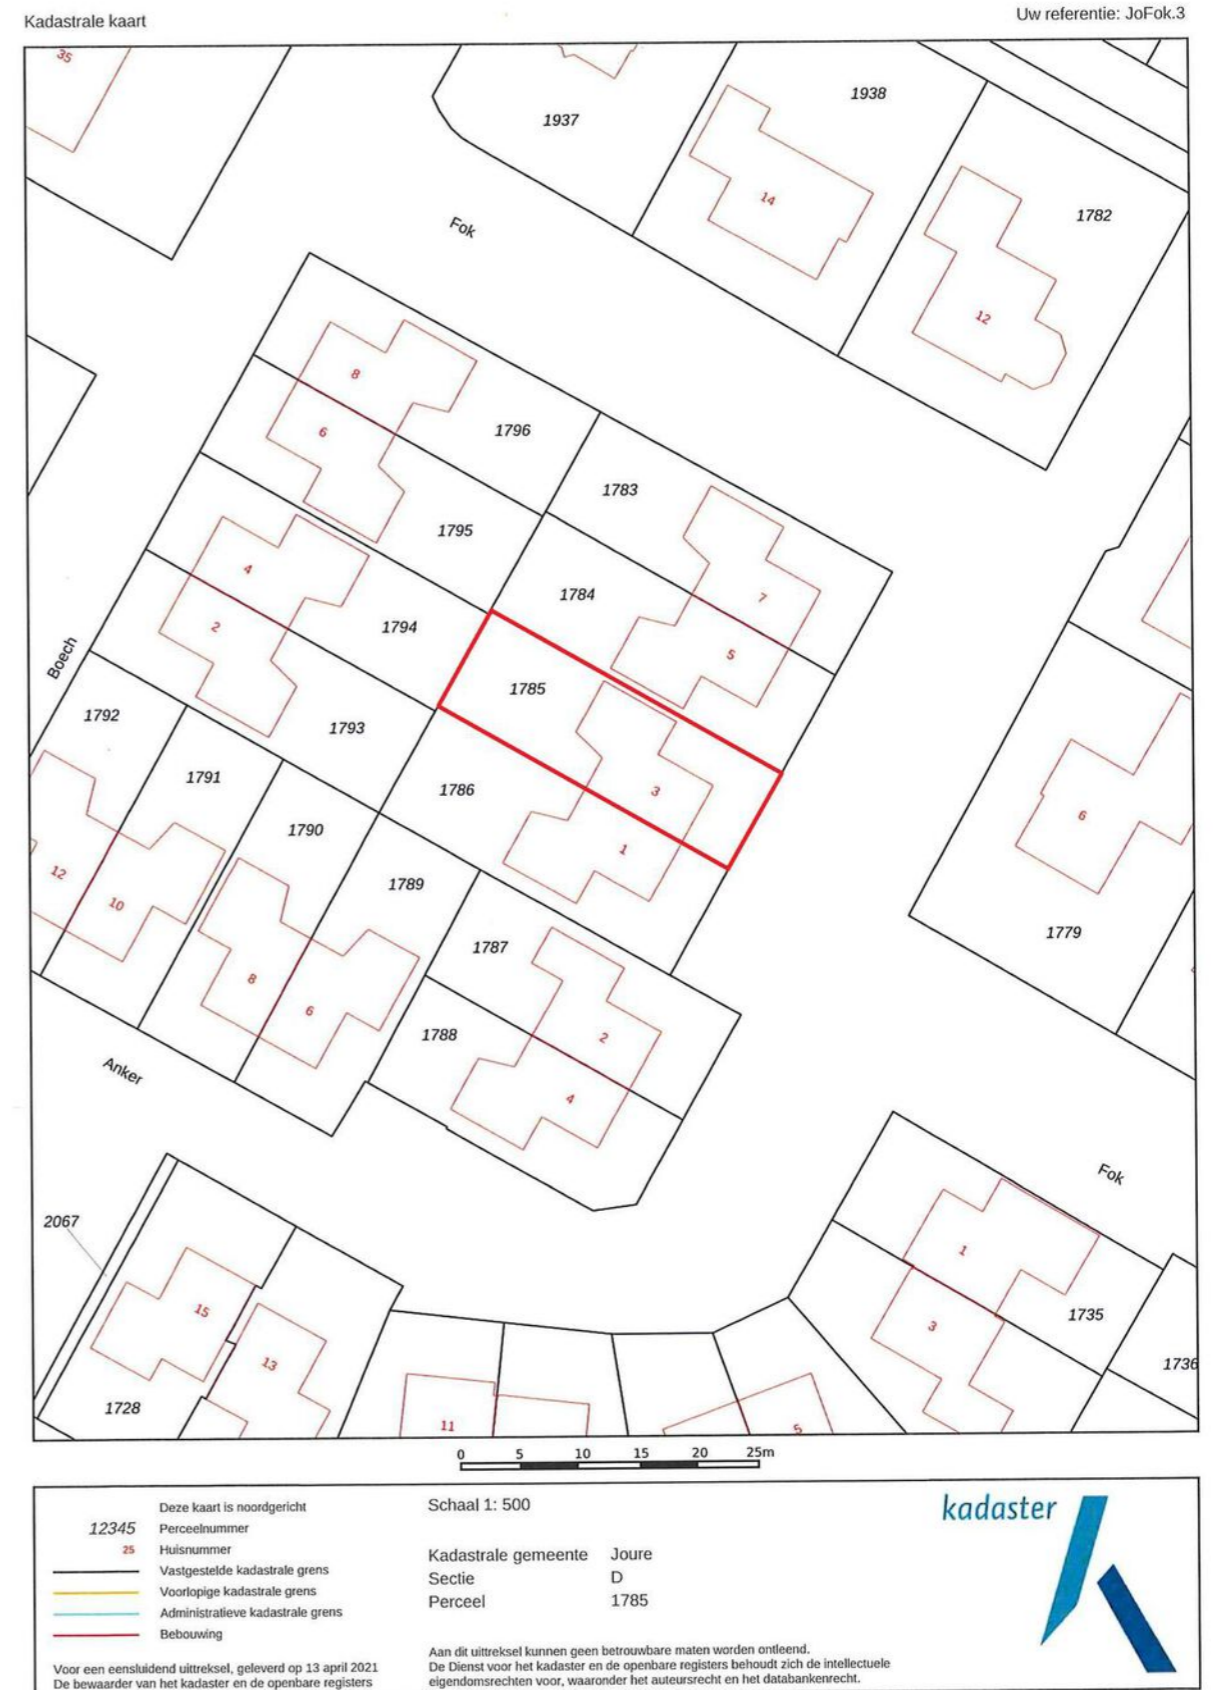 Kadastrale kaart
Uw referentie: JoFok.3
35
1937
1938
14
1782
12
Fok
8
6
1796
1795
1783
1784
7
5
4
2
1794
1793
Boech
1785
3
1786
1
1792
1791
1790
1789
12
10
8
6
1787
2
1788
4
6
1779
Anker
Fok
2067
15
13
1728
11
5
1
3
1735
1736
0 5 10 15 20 25m
Deze kaart is noordgericht
12345 Perceelnummer
25 Huisnummer
Vastgestelde kadastrale grens
Voorlopige kadastrale grens
Administratieve kadastrale grens
Bebouwing
Voor een eensluidend uittreksel, geleverd op 13 april 2021
De bewaarder van het kadaster en de openbare registers
Schaal 1: 500
Kadastrale gemeente Joure
Sectie D
Perceel 1785
Aan dit uittreksel kunnen geen betrouwbare maten worden ontleend.
De Dienst voor het kadaster en de openbare registers behoudt zich de intellectuele
eigendomsrechten voor, waaronder het auteursrecht en het databankenrecht.
kadaster